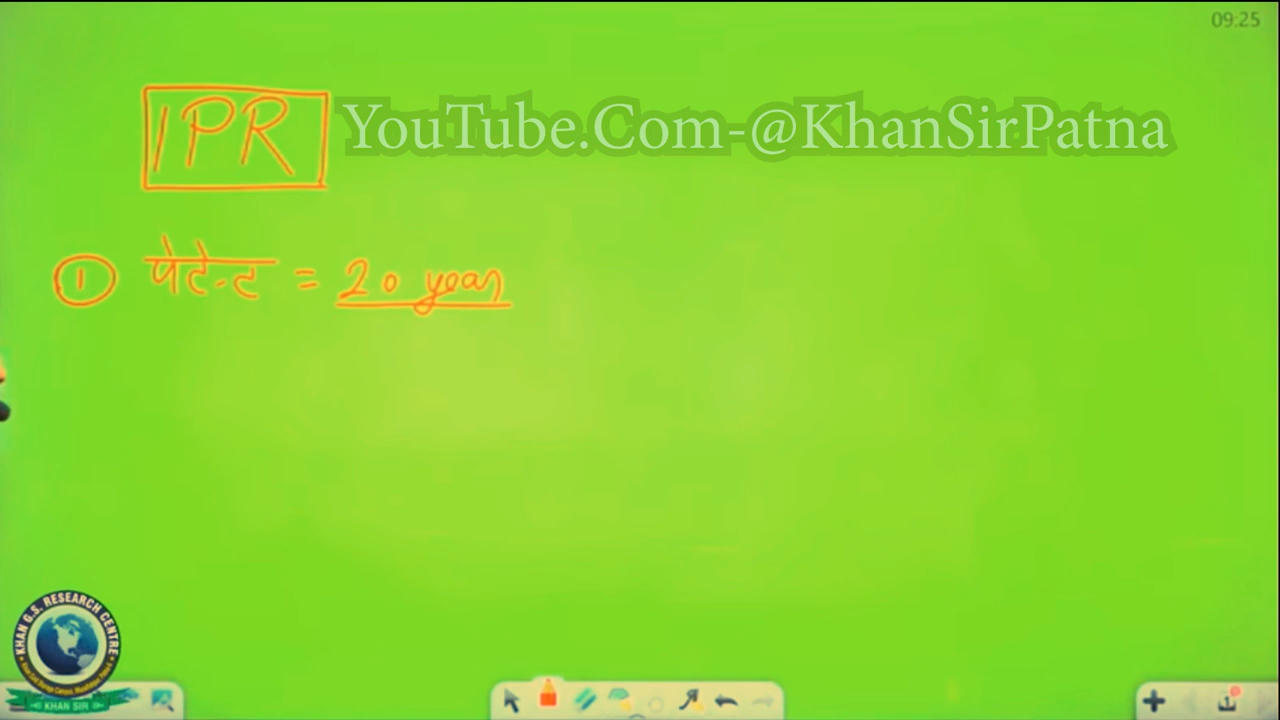 09:25
IPR
YouTube.Com-@KhanSirPatna
① पेटेन्ट = 20 year
KHAN G.S. RESEARCH CENTRE
KHAN SIR